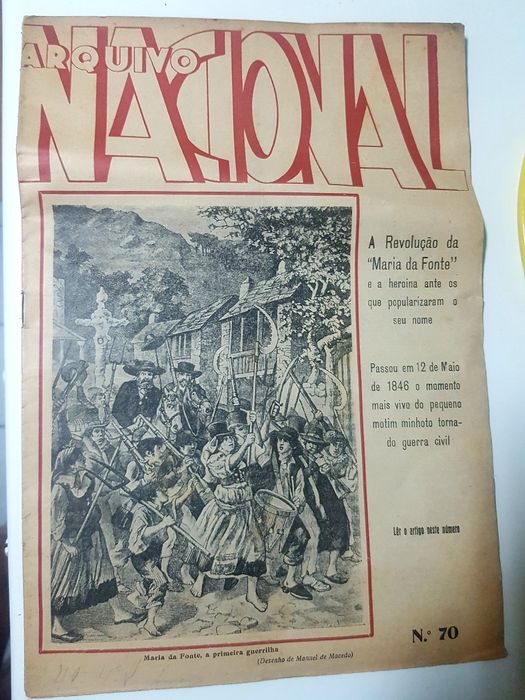 ARQUIVO
NACIONAL
A Revolução da
"Maria da Fonte"
e a heroina ante os
que popularizaram o
seu nome
Passou em 12 de Maio
de 1846 o momento
mais vivo do pequeno
motim minhoto torna-
do guerra civil
Lêr o artigo neste número
N.º 70
Maria da Fonte, a primeira guerrilha
(Desenho de Manuel de Macedo)